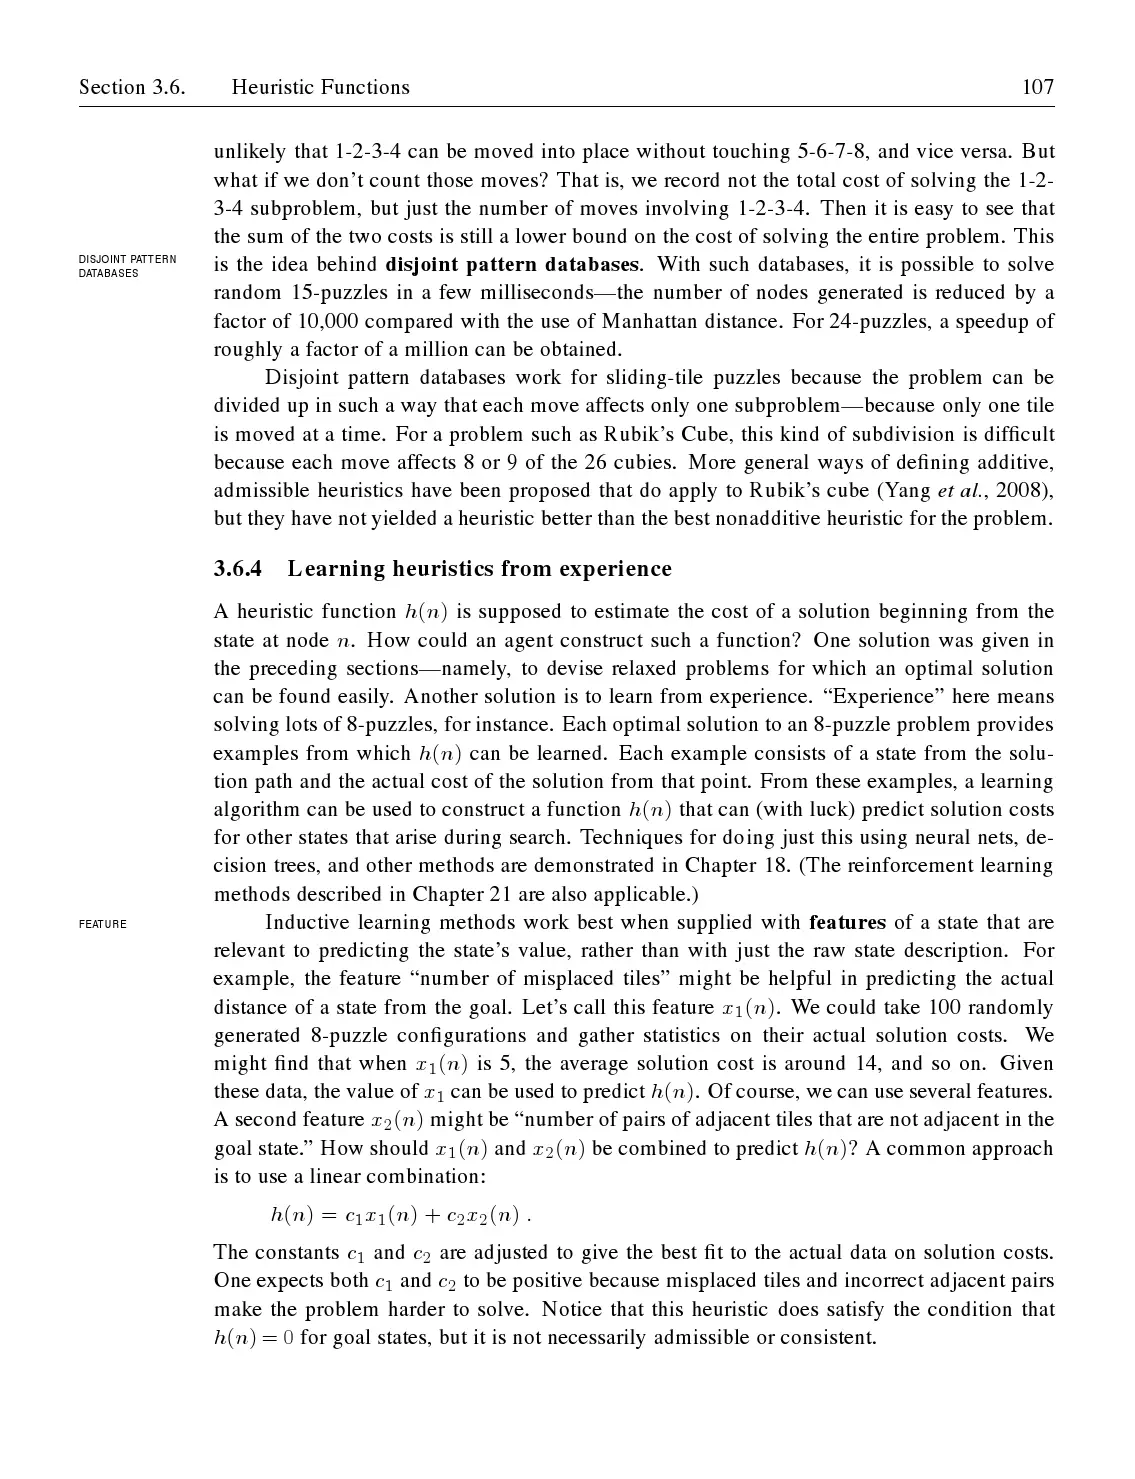 Section 3.6. Heuristic Functions 107
unlikely that 1-2-3-4 can be moved into place without touching 5-6-7-8, and vice versa. But
what if we don't count those moves? That is, we record not the total cost of solving the 1-2-
3-4 subproblem, but just the number of moves involving 1-2-3-4. Then it is easy to see that
the sum of the two costs is still a lower bound on the cost of solving the entire problem. This
DISJOINT PATTERN
DATABASES
is the idea behind disjoint pattern databases. With such databases, it is possible to solve
random 15-puzzles in a few milliseconds—the number of nodes generated is reduced by a
factor of 10,000 compared with the use of Manhattan distance. For 24-puzzles, a speedup of
roughly a factor of a million can be obtained.
Disjoint pattern databases work for sliding-tile puzzles because the problem can be
divided up in such a way that each move affects only one subproblem—because only one tile
is moved at a time. For a problem such as Rubik's Cube, this kind of subdivision is difficult
because each move affects 8 or 9 of the 26 cubies. More general ways of defining additive,
admissible heuristics have been proposed that do apply to Rubik's cube (Yang et al., 2008),
but they have not yielded a heuristic better than the best nonadditive heuristic for the problem.
3.6.4 Learning heuristics from experience
A heuristic function h(n) is supposed to estimate the cost of a solution beginning from the
state at node n. How could an agent construct such a function? One solution was given in
the preceding sections—namely, to devise relaxed problems for which an optimal solution
can be found easily. Another solution is to learn from experience. “Experience” here means
solving lots of 8-puzzles, for instance. Each optimal solution to an 8-puzzle problem provides
examples from which h(n) can be learned. Each example consists of a state from the solu-
tion path and the actual cost of the solution from that point. From these examples, a learning
algorithm can be used to construct a function h(n) that can (with luck) predict solution costs
for other states that arise during search. Techniques for doing just this using neural nets, de-
cision trees, and other methods are demonstrated in Chapter 18. (The reinforcement learning
methods described in Chapter 21 are also applicable.)
FEATURE
Inductive learning methods work best when supplied with features of a state that are
relevant to predicting the state's value, rather than with just the raw state description. For
example, the feature “number of misplaced tiles” might be helpful in predicting the actual
distance of a state from the goal. Let's call this feature x₁(n). We could take 100 randomly
generated 8-puzzle configurations and gather statistics on their actual solution costs. We
might find that when x₁(n) is 5, the average solution cost is around 14, and so on. Given
these data, the value of x₁ can be used to predict h(n). Of course, we can use several features.
A second feature x₂(n) might be “number of pairs of adjacent tiles that are not adjacent in the
goal state.” How should x₁(n) and x₂(n) be combined to predict h(n)? A common approach
is to use a linear combination:
h(n) = c₁x₁(n) + c₂x₂(n) .
The constants c₁ and c₂ are adjusted to give the best fit to the actual data on solution costs.
One expects both c₁ and c₂ to be positive because misplaced tiles and incorrect adjacent pairs
make the problem harder to solve. Notice that this heuristic does satisfy the condition that
h(n) = 0 for goal states, but it is not necessarily admissible or consistent.